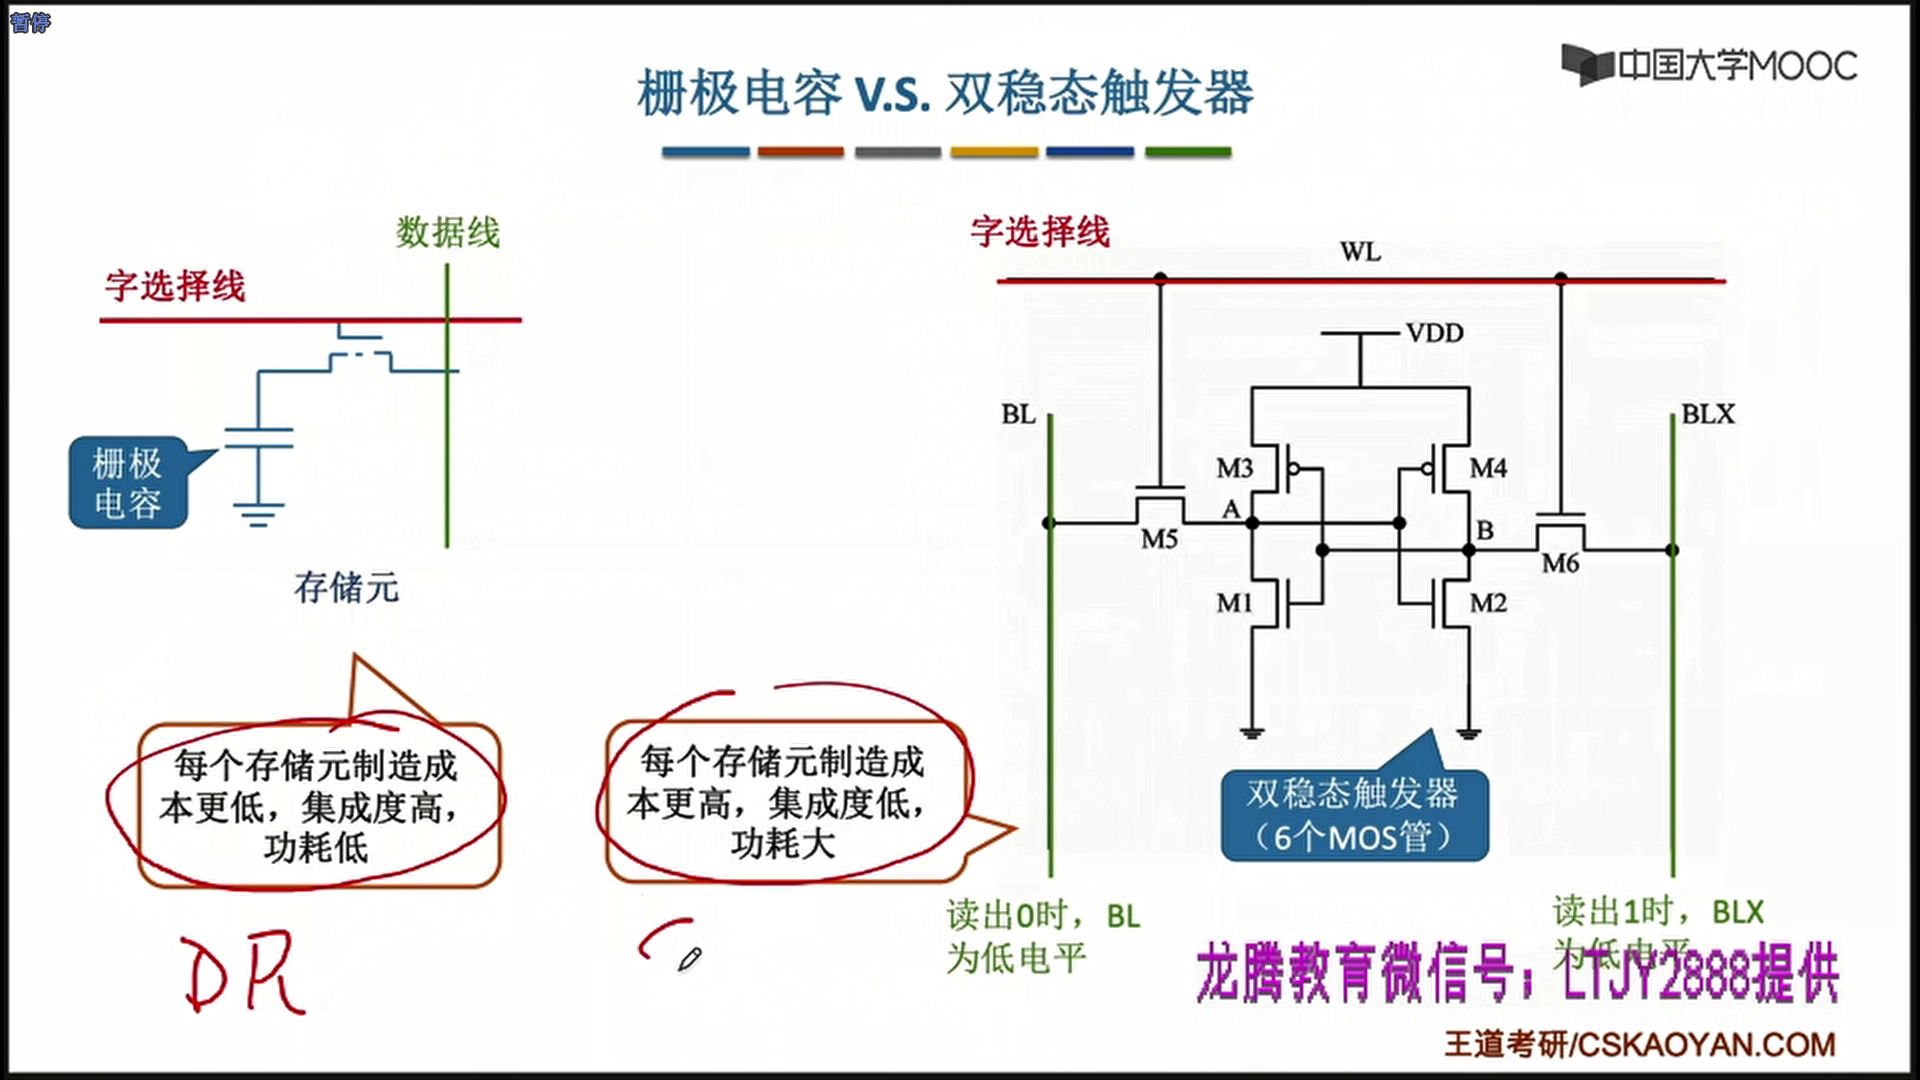 暂停
中国大学MOOC
栅极电容 V.S. 双稳态触发器
数据线
字选择线
栅极
电容
存储元
每个存储元制造成
本更低，集成度高，
功耗低
DR
每个存储元制造成
本更高，集成度低，
功耗大
字选择线
WL
VDD
BL
BLX
M3
M4
A
B
M5
M6
M1
M2
双稳态触发器
（6个MOS管）
读出0时，BL
为低电平
读出1时，BLX
为低电平
龙腾教育微信号：LTJY2888提供
王道考研/CSKAOYAN.COM